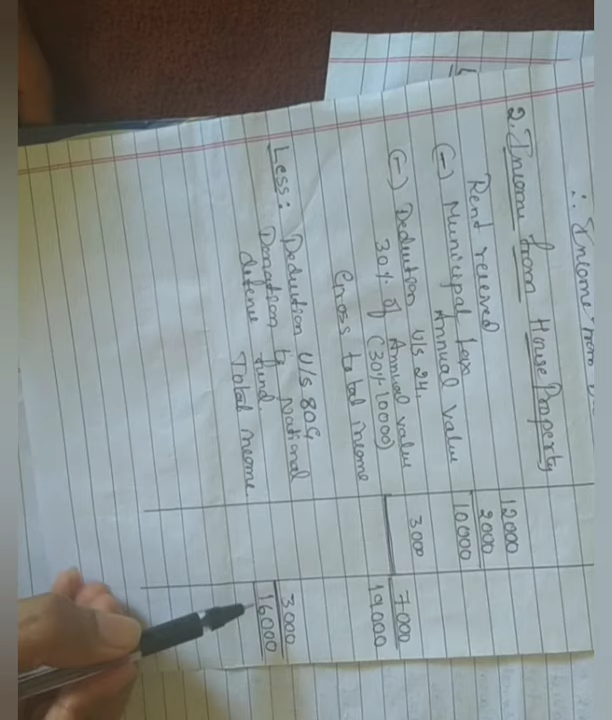 ∴ Income from
2. Income from House Property
Rent received 12000
(-) Municipal tax 2000
Annual value 10000
(-) Deduction U/s 24,
30% of Annual value
(30% 10000) 3000 7000
Gross total income 19000
Less: Deduction U/s 80G
Donation to National 3000
defence fund.
Total income. 16000